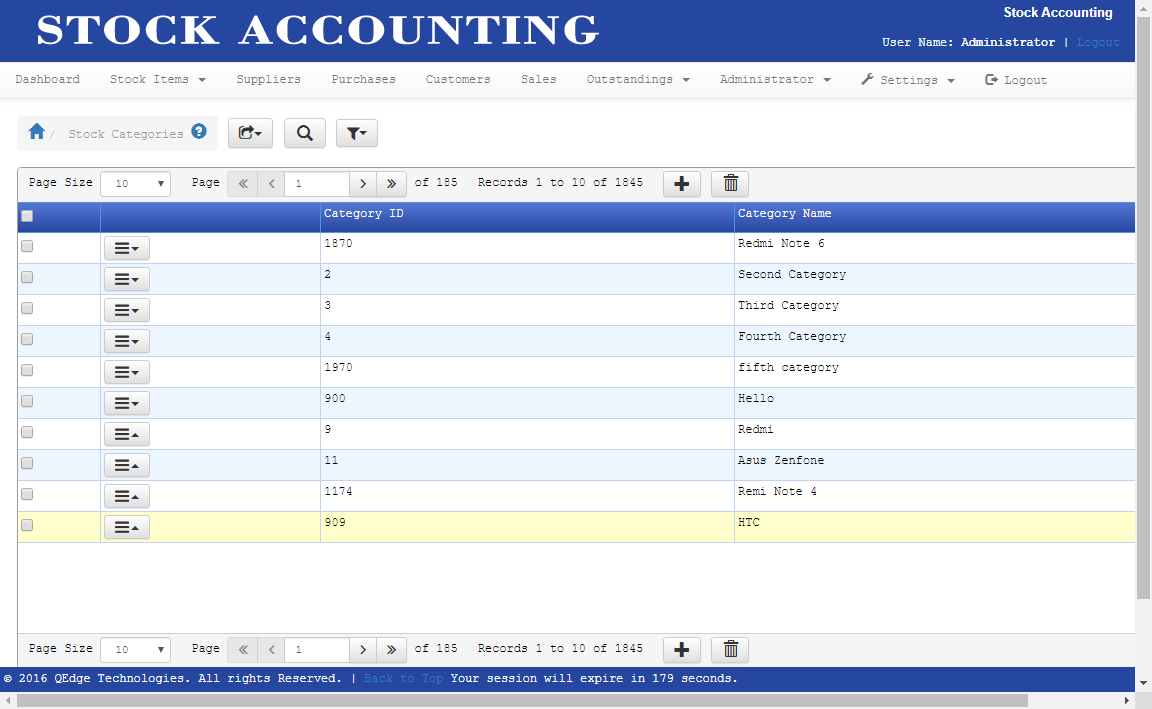 STOCK ACCOUNTING
Stock Accounting
User Name: Administrator | Logout
Dashboard Stock Items Suppliers Purchases Customers Sales Outstandings Administrator Settings Logout
/ Stock Categories ?
Page Size 10 Page « < 1 > » of 185 Records 1 to 10 of 1845
Category ID Category Name
1870 Redmi Note 6
2 Second Category
3 Third Category
4 Fourth Category
1970 fifth category
900 Hello
9 Redmi
11 Asus Zenfone
1174 Remi Note 4
909 HTC
Page Size 10 Page « < 1 > » of 185 Records 1 to 10 of 1845
© 2016 QEdge Technologies. All rights Reserved. | Back to Top Your session will expire in 179 seconds.